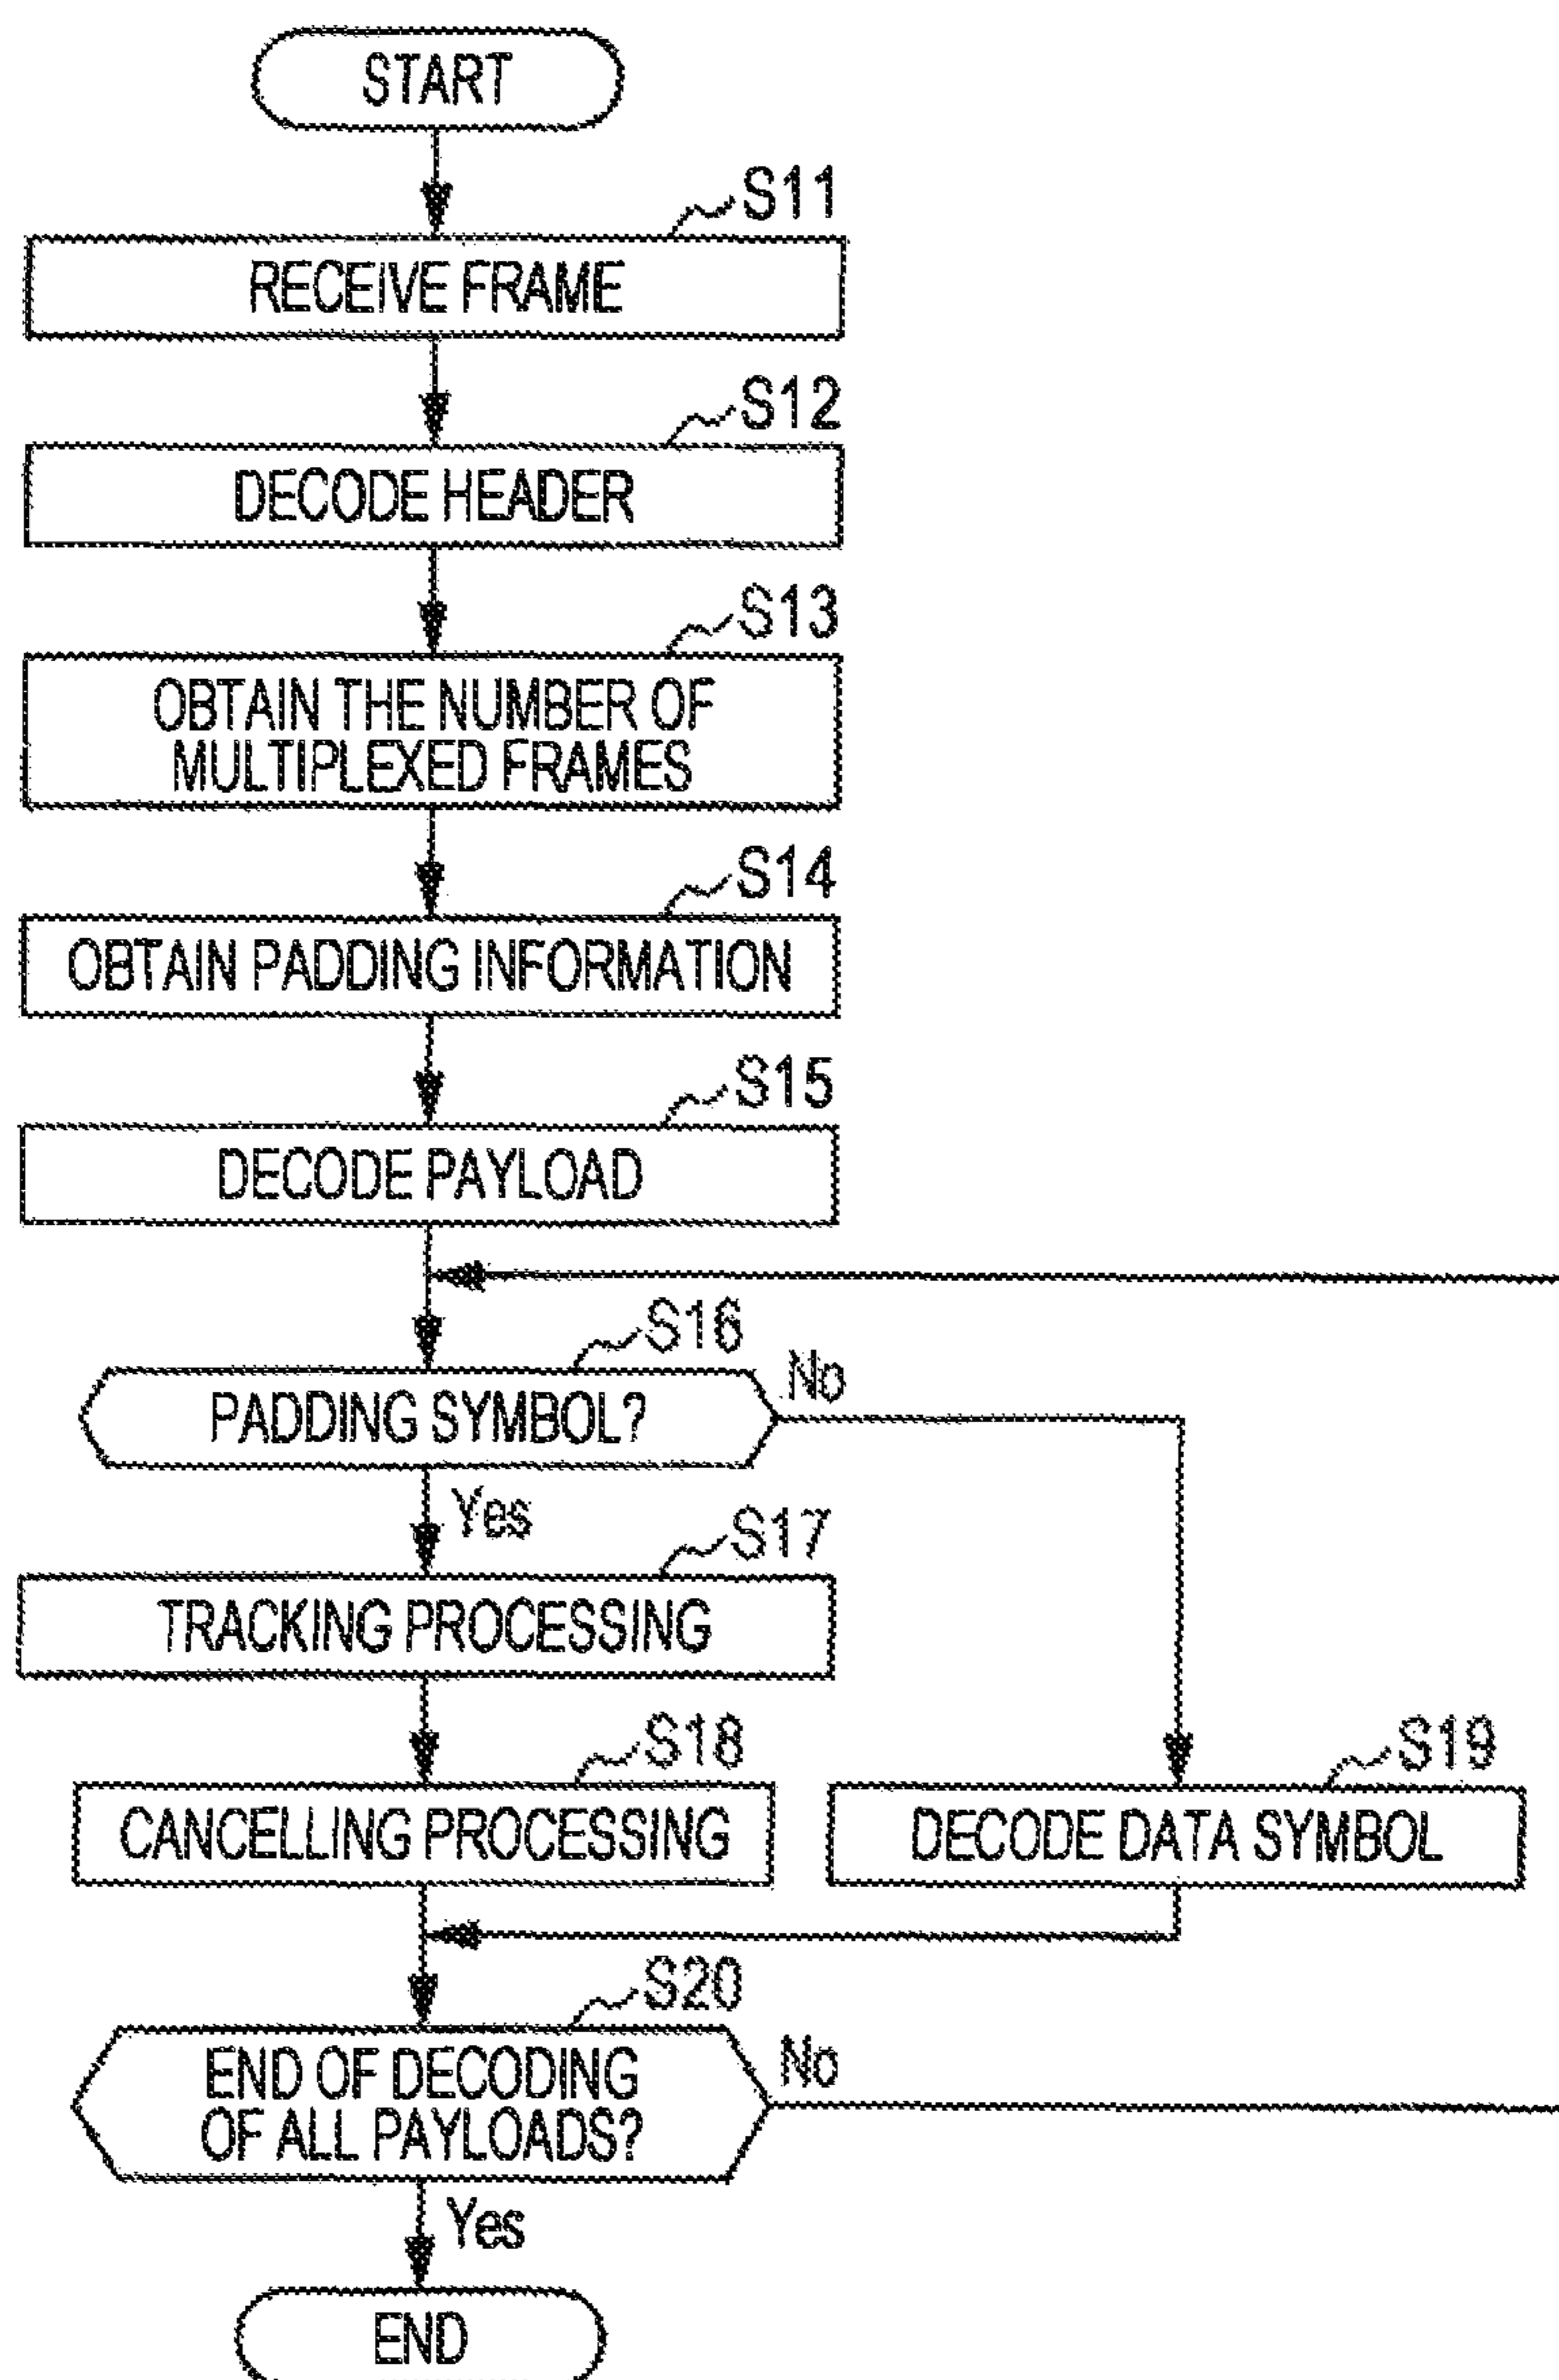 START
S11
RECEIVE FRAME
S12
DECODE HEADER
S13
OBTAIN THE NUMBER OF
MULTIPLEXED FRAMES
S14
OBTAIN PADDING INFORMATION
S15
DECODE PAYLOAD
S16
PADDING SYMBOL?
No
Yes
S17
TRACKING PROCESSING
S18
CANCELLING PROCESSING
S19
DECODE DATA SYMBOL
S20
END OF DECODING
OF ALL PAYLOADS?
No
Yes
END